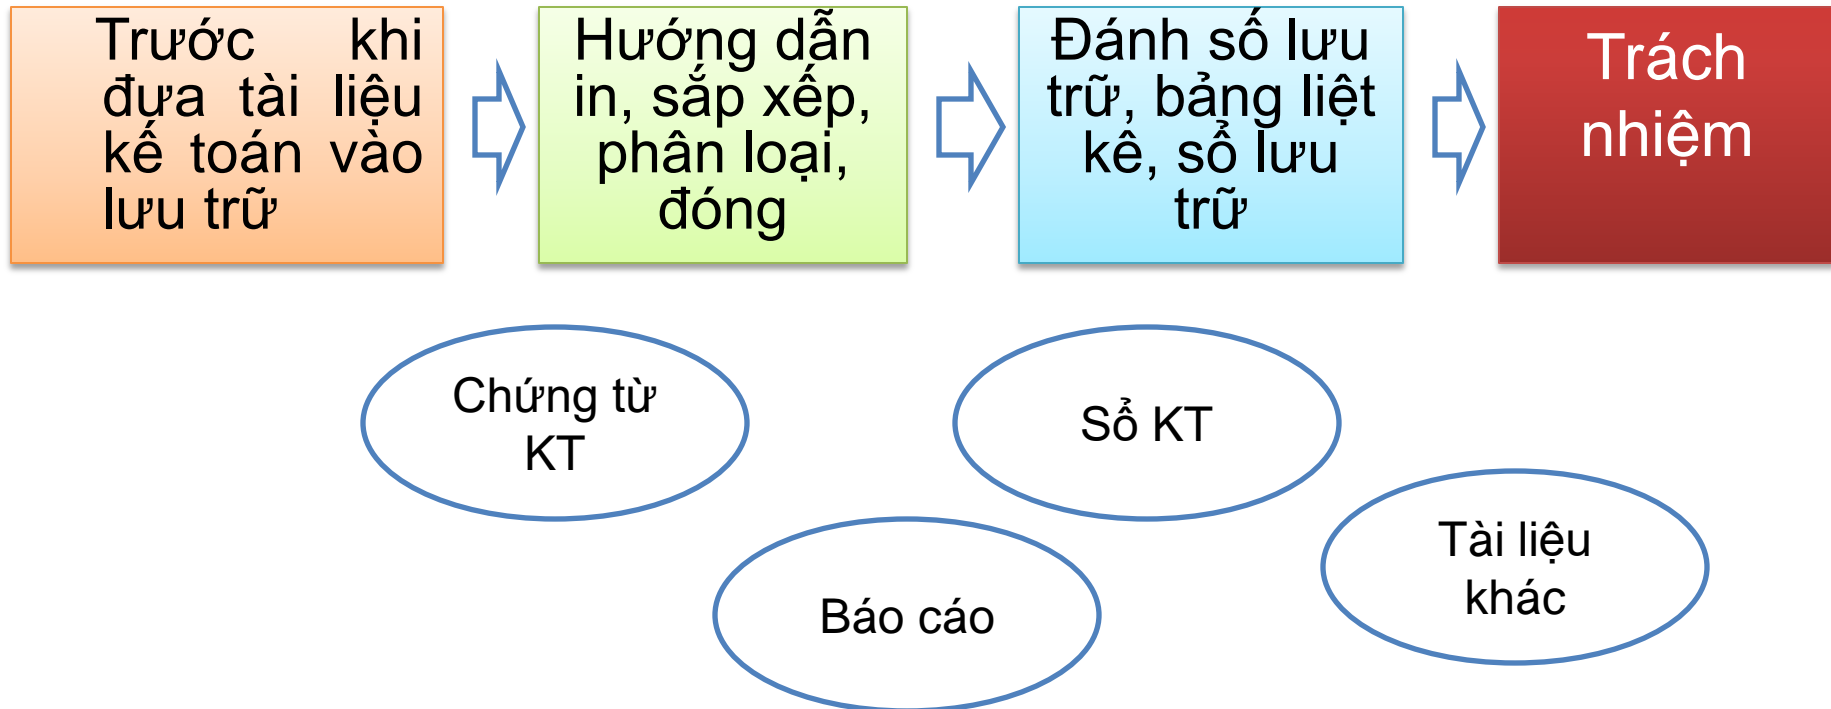 Trước khi
đưa tài liệu
kế toán vào
lưu trữ
Hướng dẫn
in, sắp xếp,
phân loại,
đóng
Đánh số lưu
trữ, bảng liệt
kê, sổ lưu
trữ
Trách
nhiệm
Chứng từ
KT
Sổ KT
Báo cáo
Tài liệu
khác